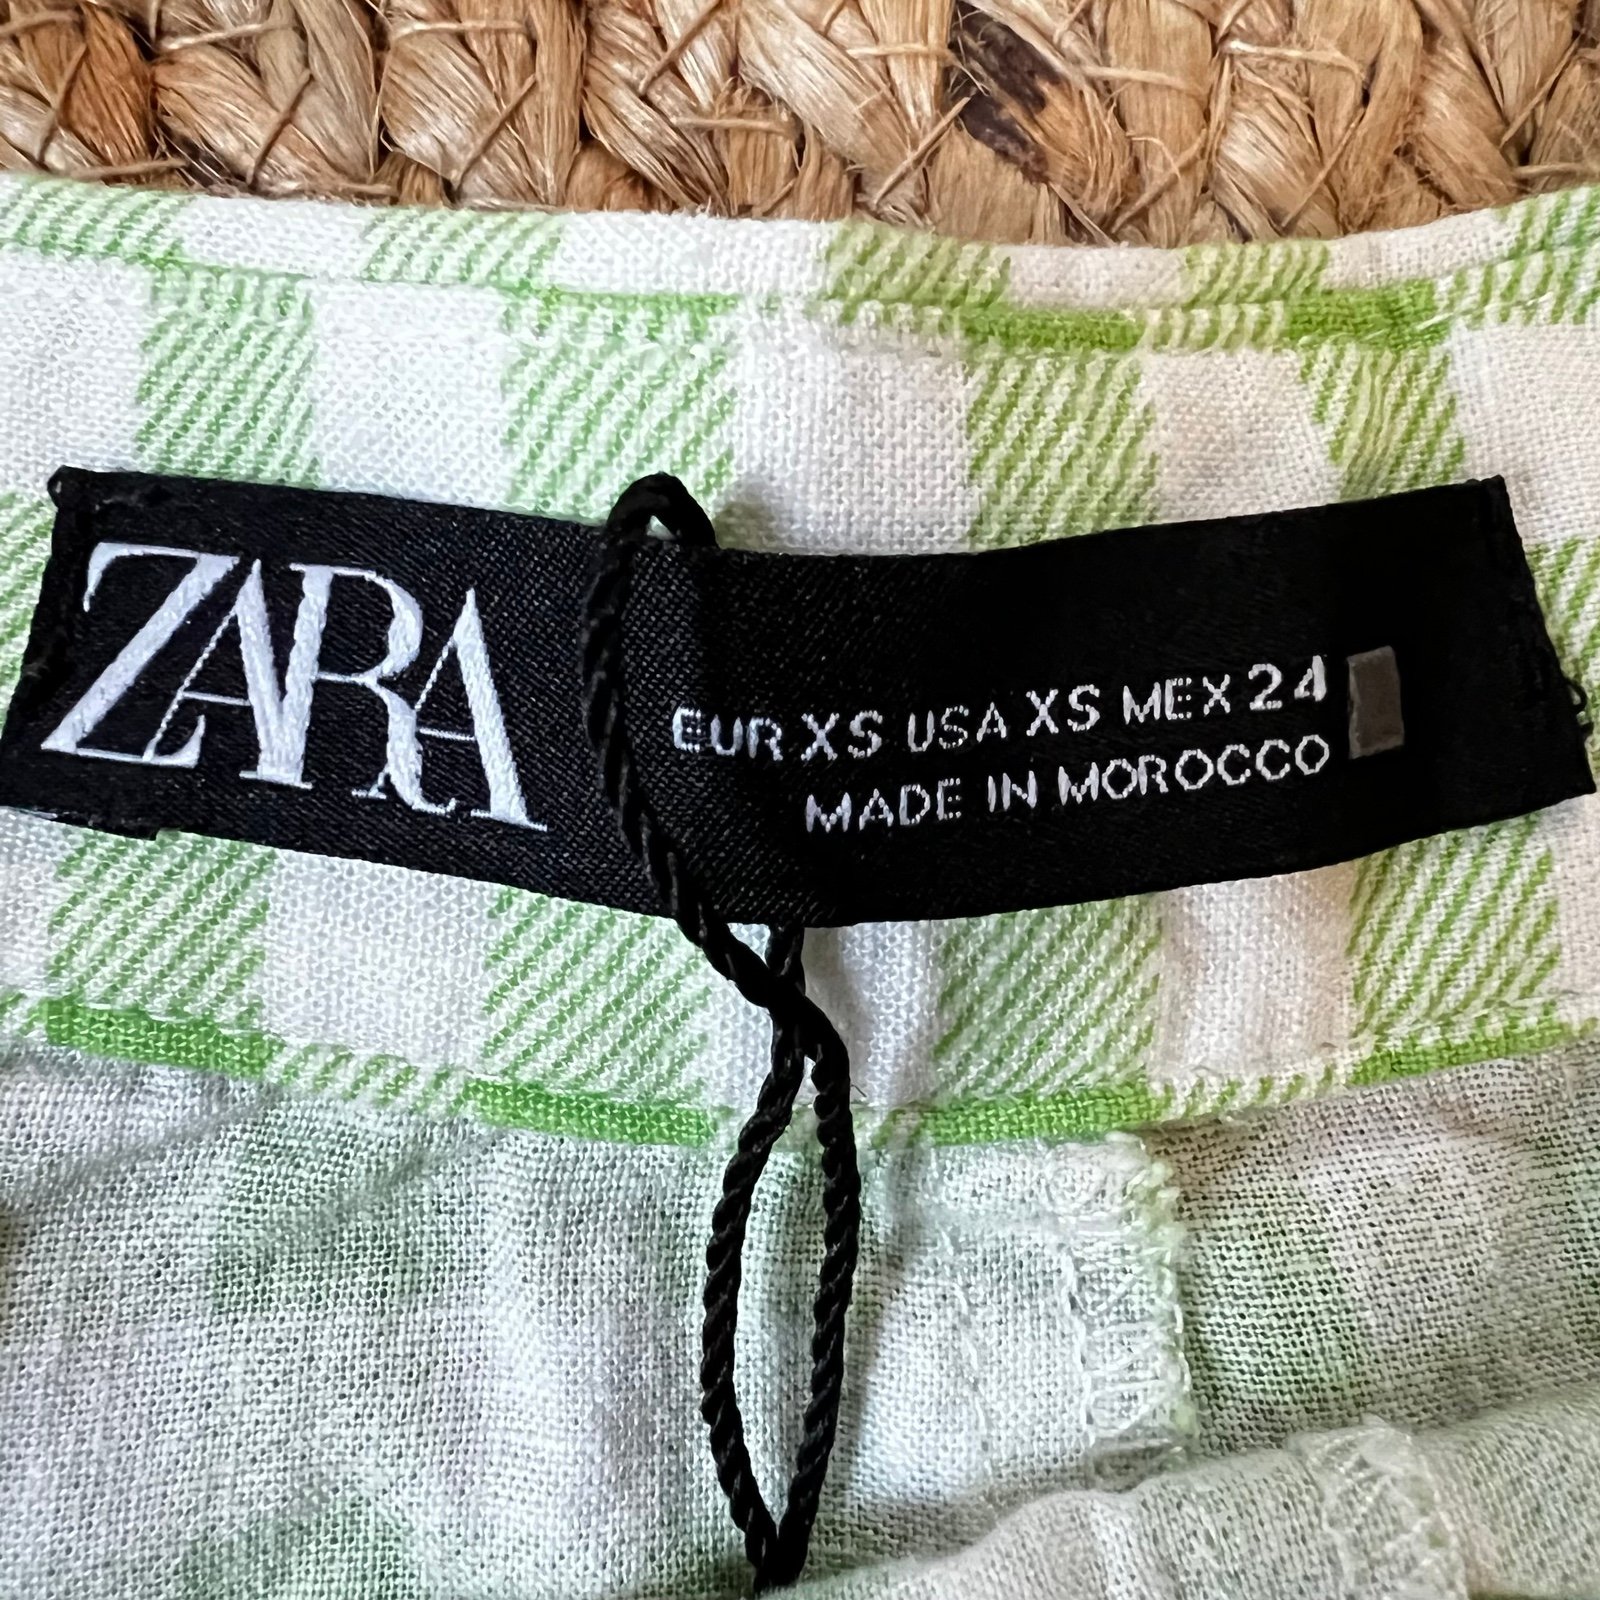 ZARA
EUR XS USA XS MEX 24
MADE IN MOROCCO